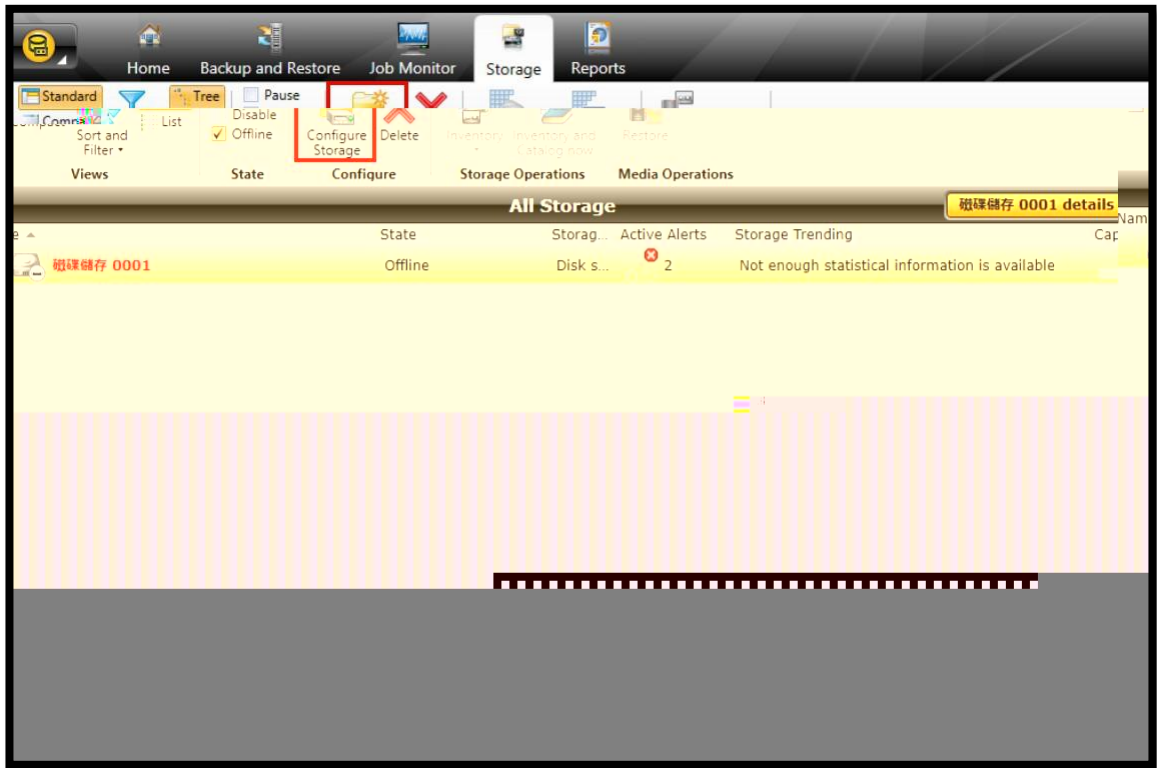 Home Backup and Restore Job Monitor Storage Reports
Standard Tree Pause
Disable
Sort and Filter List Offline Configure Storage Delete Inventory Inventory and Catalog now Restore
Views State Configure Storage Operations Media Operations
All Storage 磁碟儲存 0001 details
Nam
e State Storag... Active Alerts Storage Trending Cap
磁碟儲存 0001 Offline Disk s... 2 Not enough statistical information is available